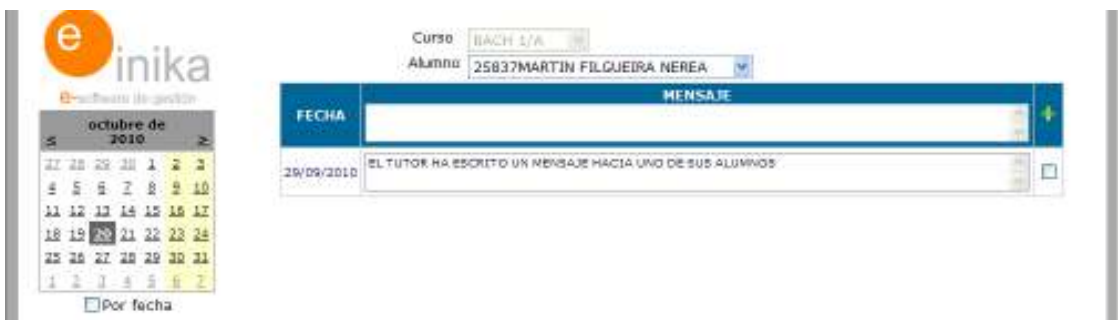 e
inika
e-software de gestión
octubre de
≤ 2010 ≥
27 28 29 30 1 2 3
4 5 6 7 8 9 10
11 12 13 14 15 16 17
18 19 20 21 22 23 24
25 26 27 28 29 30 31
1 2 3 4 5 6 7
Por fecha
Curso BACH 1/A
Alumno 25837MARTIN FILGUEIRA NEREA
FECHA MENSAJE
+
29/09/2010 EL TUTOR HA ESCRITO UN MENSAJE HACIA UNO DE SUS ALUMNOS